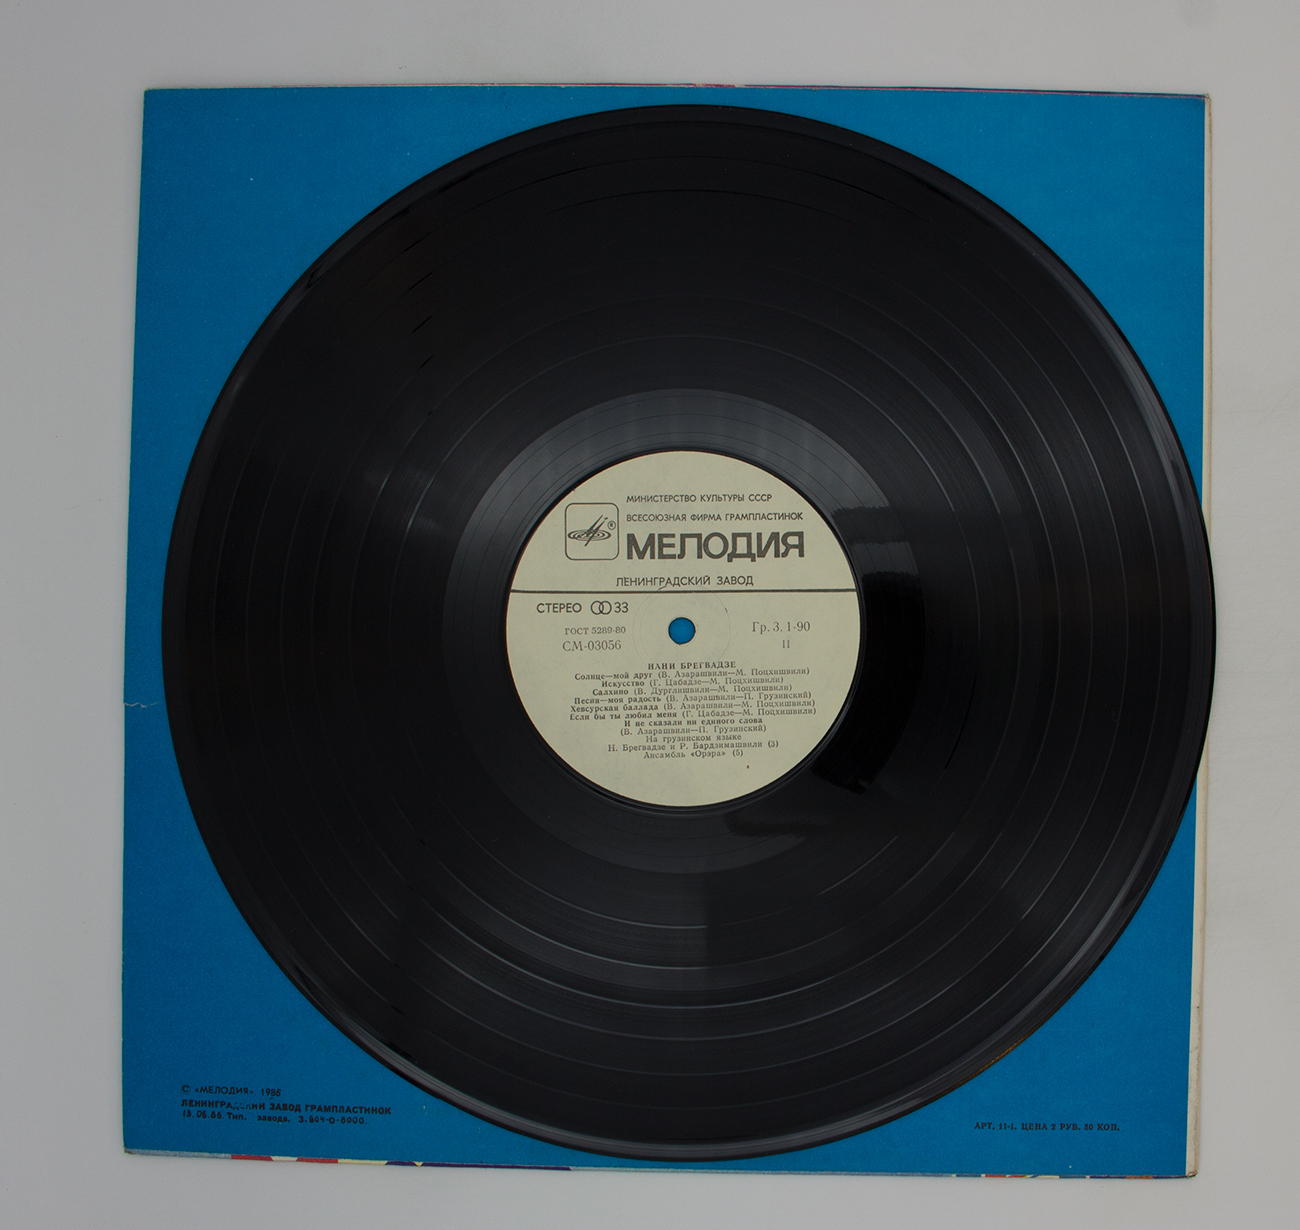 МИНИСТЕРСТВО КУЛЬТУРЫ СССР
ВСЕСОЮЗНАЯ ФИРМА ГРАМПЛАСТИНОК
®
МЕЛОДИЯ
ЛЕНИНГРАДСКИЙ ЗАВОД
СТЕРЕО 33
ГОСТ 5289-80
Гр. 3. 1-90
СМ-03056
II
НАНИ БРЕГВАДЗЕ
Солнце—мой друг (В. Азарашвили—М. Поцхишвили)
Искусство (Г. Цабадзе—М. Поцхишвили)
Салхино (В. Дурглишвили—М. Поцхишвили)
Песня—моя радость (В. Азарашвили—П. Грузинский)
Хевсурская баллада (В. Азарашвили—М. Поцхишвили)
Если бы ты любил меня (Г. Цабадзе—М. Поцхишвили)
И не сказали ни единого слова
(В. Азарашвили—П. Грузинский)
На грузинском языке
Н. Брегвадзе и Р. Бардзимашвили (3)
Ансамбль «Орэра» (5)
© «МЕЛОДИЯ» 1986
ЛЕНИНГРАДСКИЙ ЗАВОД ГРАМПЛАСТИНОК
Тип. завода.
АРТ. 11-1. ЦЕНА 2 РУБ. 50 КОП.